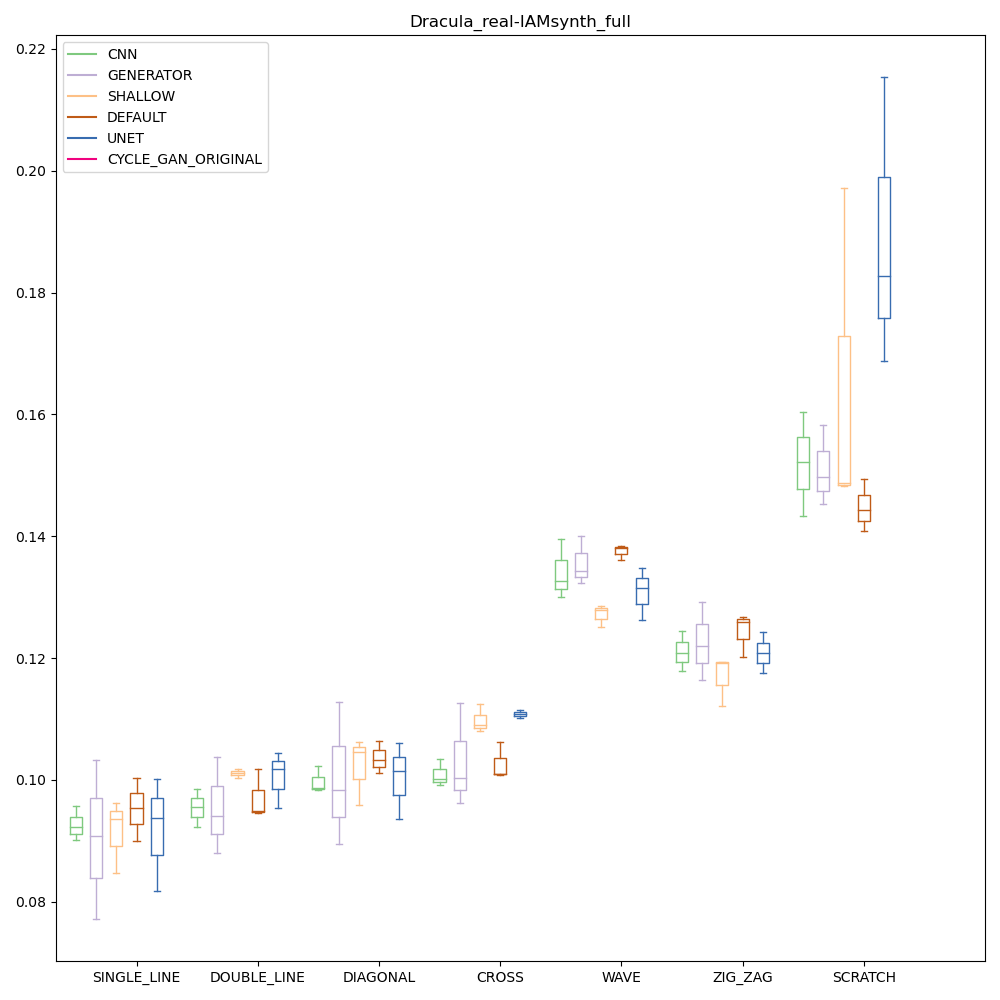 Dracula_real-IAMsynth_full
0.22
0.20
0.18
0.16
0.14
0.12
0.10
0.08
CNN
GENERATOR
SHALLOW
DEFAULT
UNET
CYCLE_GAN_ORIGINAL
SINGLE_LINE DOUBLE_LINE DIAGONAL CROSS WAVE ZIG_ZAG SCRATCH